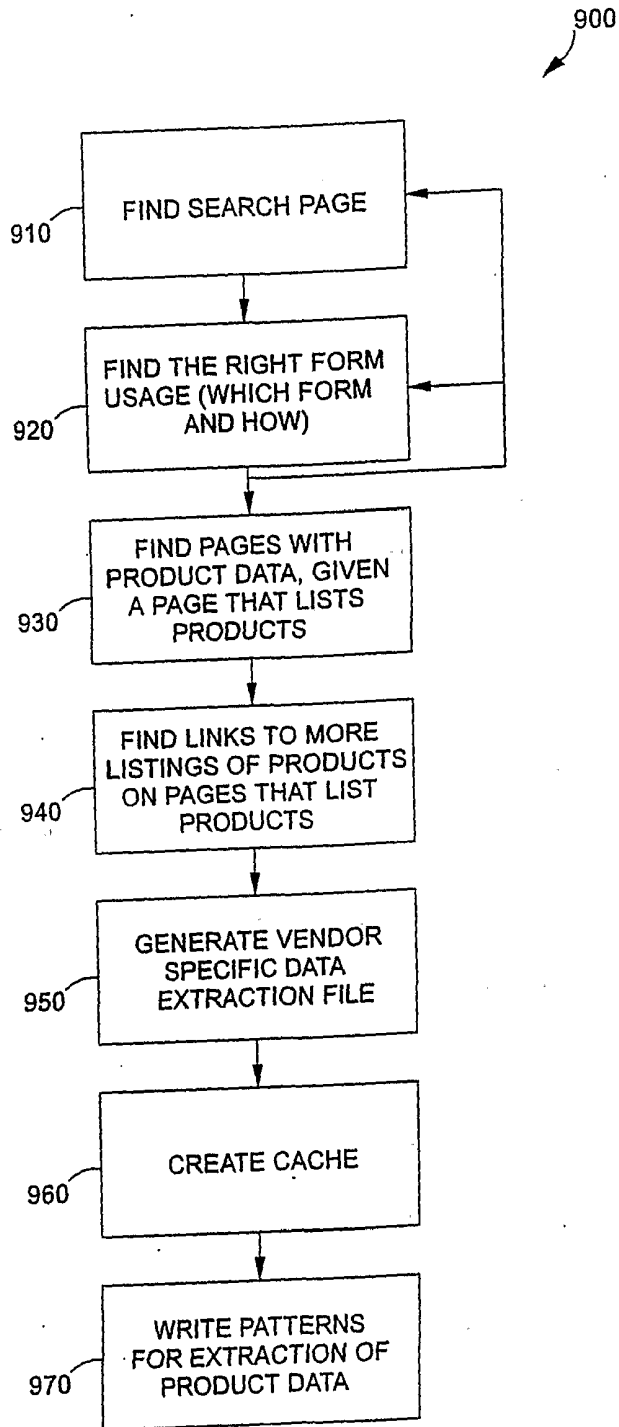 900
FIND SEARCH PAGE
910
FIND THE RIGHT FORM
USAGE (WHICH FORM
AND HOW)
920
FIND PAGES WITH
PRODUCT DATA, GIVEN
A PAGE THAT LISTS
PRODUCTS
930
FIND LINKS TO MORE
LISTINGS OF PRODUCTS
ON PAGES THAT LIST
PRODUCTS
940
GENERATE VENDOR
SPECIFIC DATA
EXTRACTION FILE
950
CREATE CACHE
960
WRITE PATTERNS
FOR EXTRACTION OF
PRODUCT DATA
970